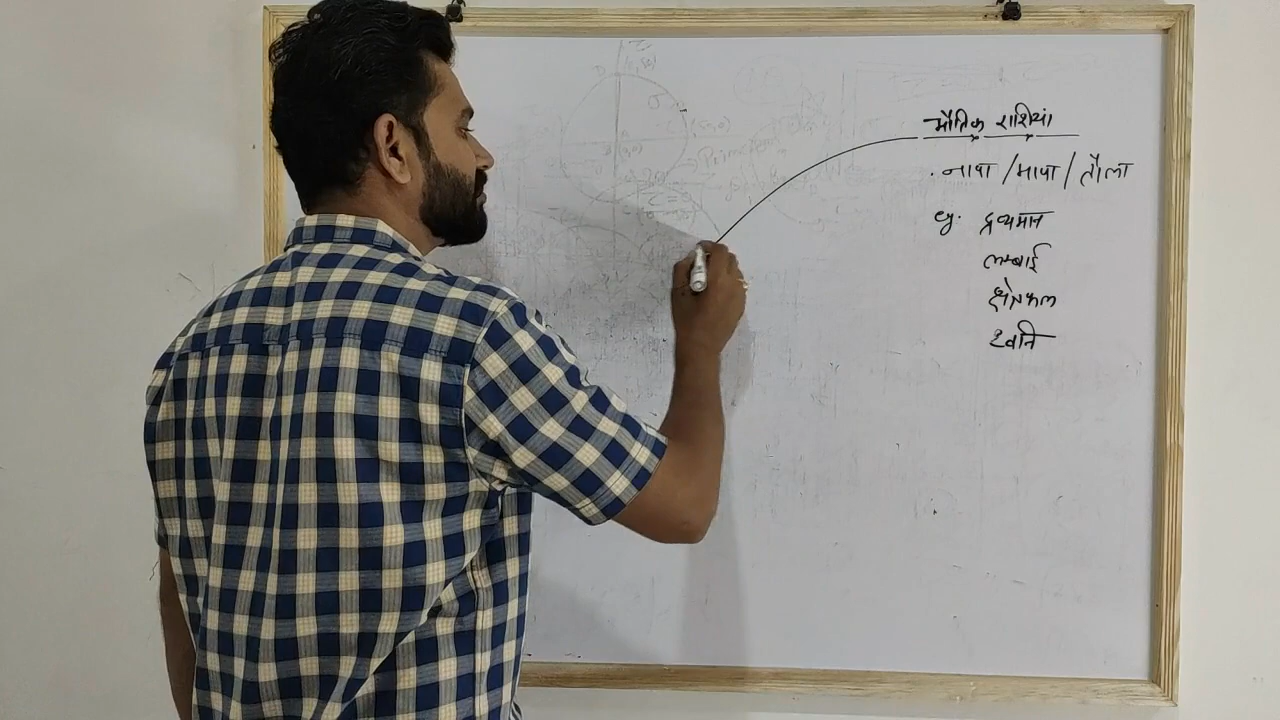 भौतिक राशियां
. नापा / मापा / तौला
eg. द्रव्यमान
लम्बाई
क्षेत्रफल
ध्वनि